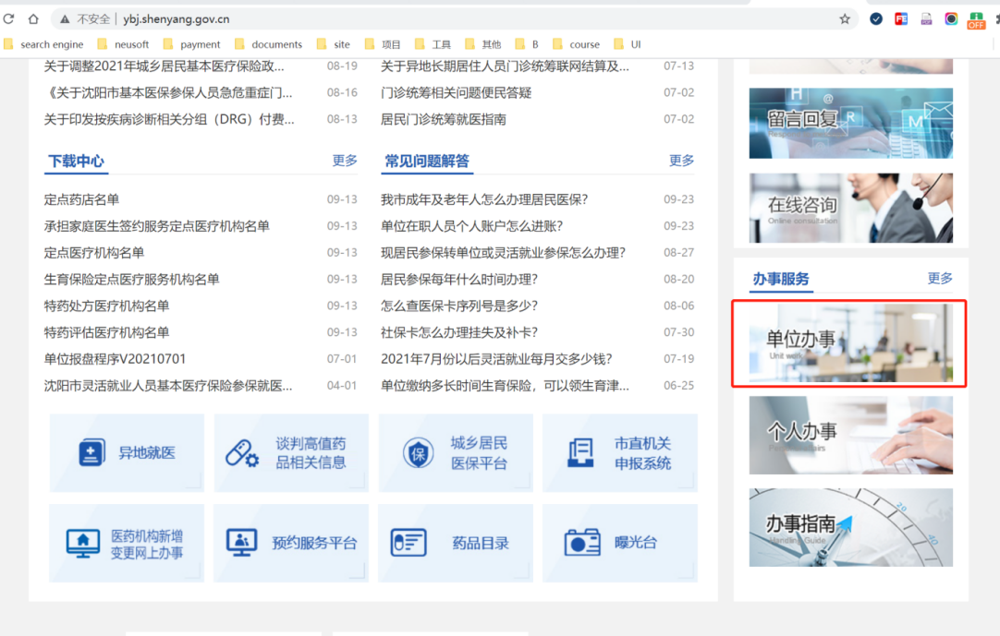 不安全 ybj.shenyang.gov.cn
search engine neusoft payment documents site 项目 工具 其他 B course UI
关于调整2021年城乡居民基本医疗保险政... 08-19
《关于沈阳市基本医保参保人员急危重症门... 08-16
关于印发按疾病诊断相关分组（DRG）付费... 08-13
关于异地长期居住人员门诊统筹联网结算及... 07-13
门诊统筹相关问题便民答疑 07-02
居民门诊统筹就医指南 07-02
下载中心 更多
定点药店名单 09-13
承担家庭医生签约服务定点医疗机构名单 09-13
定点医疗机构名单 09-13
生育保险定点医疗服务机构名单 09-13
特药处方医疗机构名单 09-13
特药评估医疗机构名单 09-13
单位报盘程序V20210701 07-01
沈阳市灵活就业人员基本医疗保险参保就医... 04-01
常见问题解答 更多
我市成年及老年人怎么办理居民医保? 09-23
单位在职人员个人账户怎么进账? 09-23
现居民参保转单位或灵活就业参保怎么办理? 08-27
居民参保每年什么时间办理? 08-20
怎么查医保卡序列号是多少? 08-06
社保卡怎么办理挂失及补卡? 07-30
2021年7月份以后灵活就业每月交多少钱? 07-19
单位缴纳多长时间生育保险，可以领生育津... 06-25
异地就医
谈判高值药
品相关信息
保
城乡居民
医保平台
市直机关
申报系统
医药机构新增
变更网上办事
预约服务平台
药品目录
曝光台
留言回复
H @ R M
在线咨询
Online consultation
办事服务 更多
单位办事
Unit work
个人办事
办事指南
Handling Guide
20
40
OFF